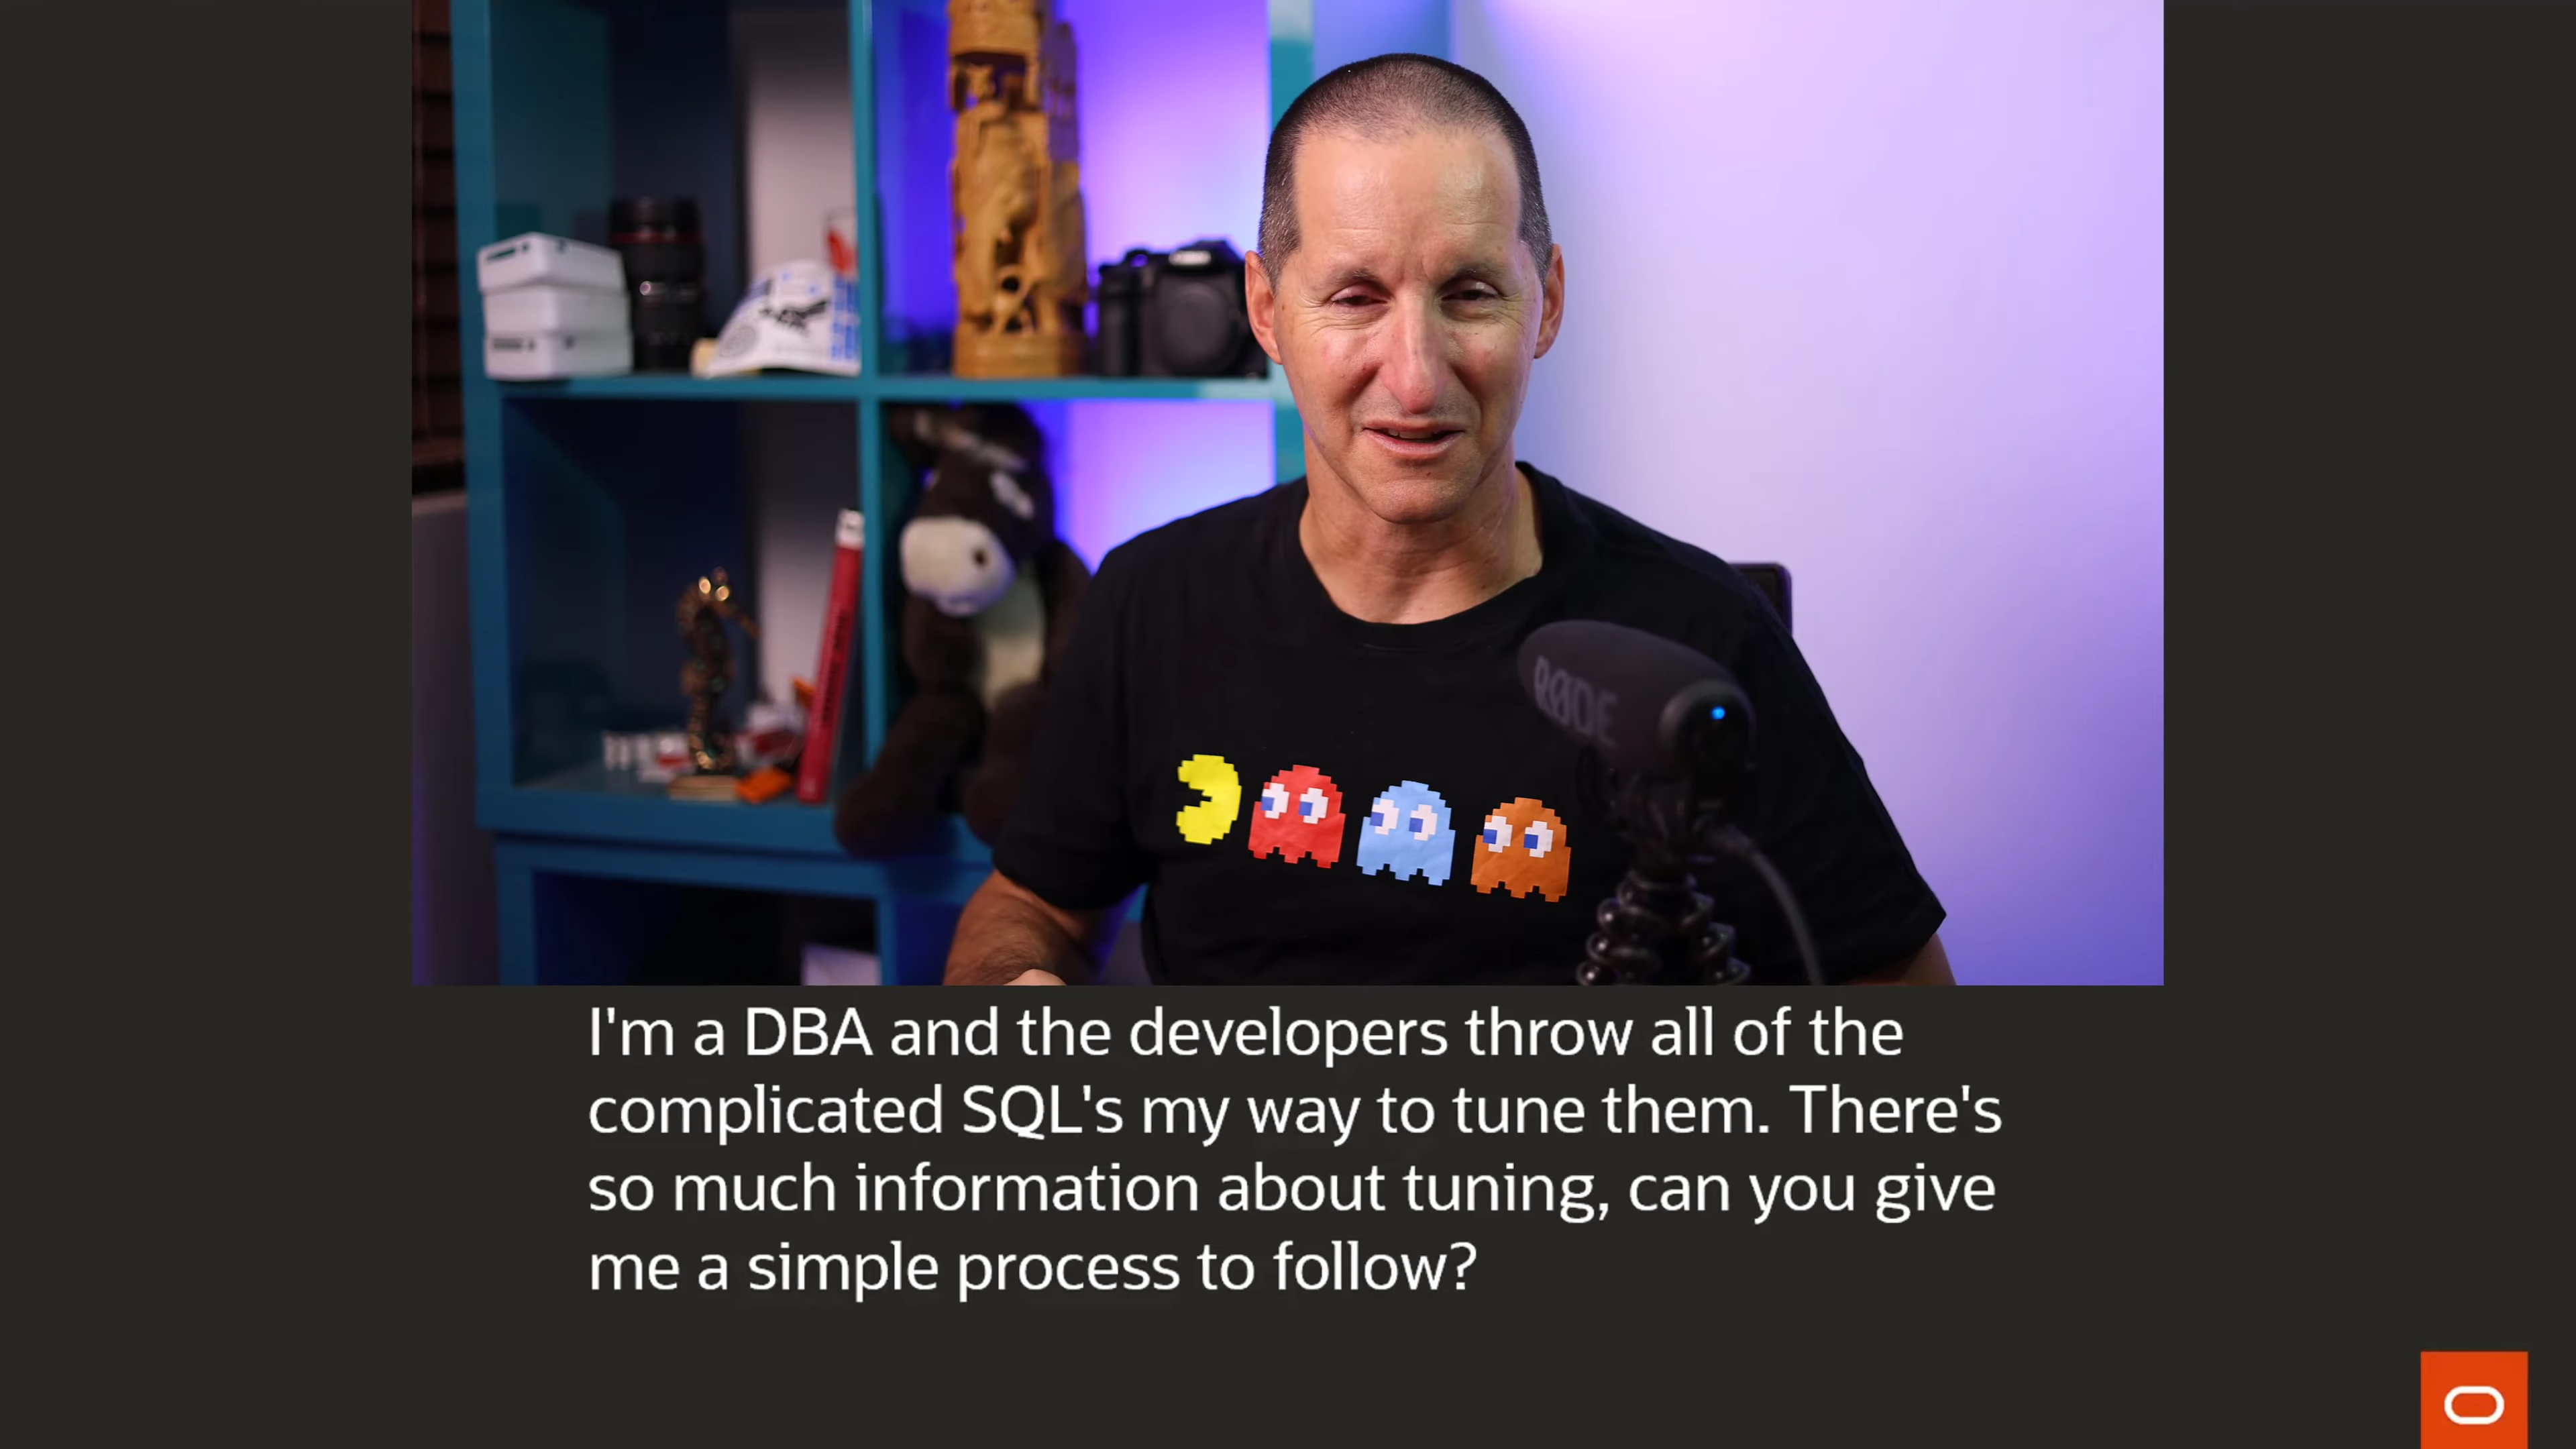 RØDE
I'm a DBA and the developers throw all of the
complicated SQL's my way to tune them. There's
so much information about tuning, can you give
me a simple process to follow?